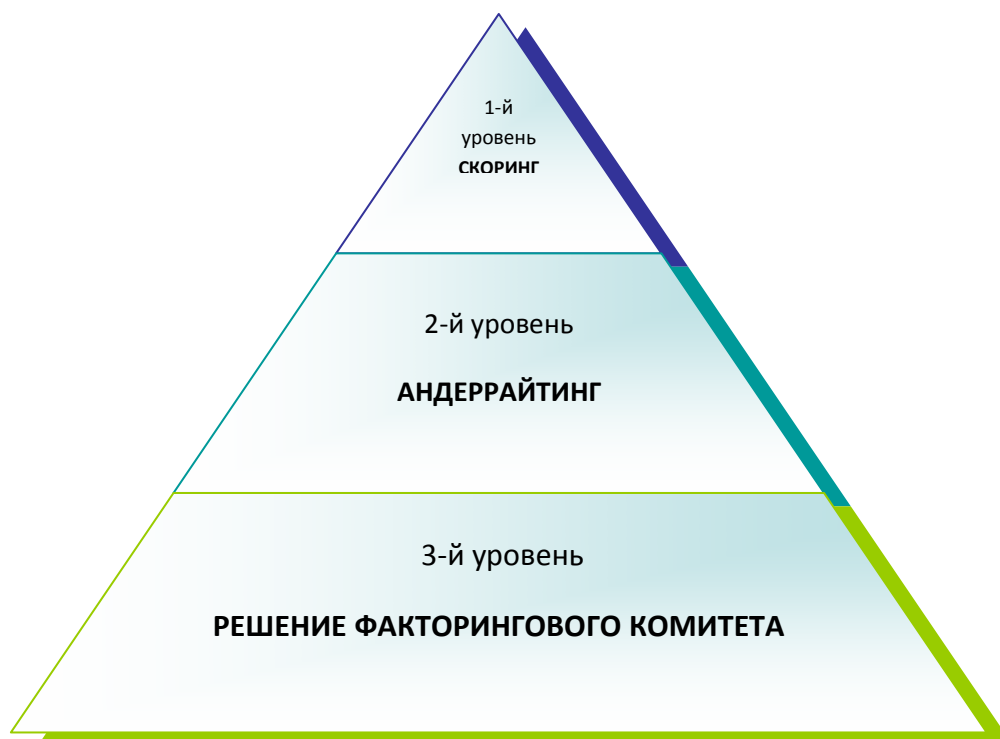 1-й
уровень
СКОРИНГ
2-й уровень
АНДЕРРАЙТИНГ
3-й уровень
РЕШЕНИЕ ФАКТОРИНГОВОГО КОМИТЕТА